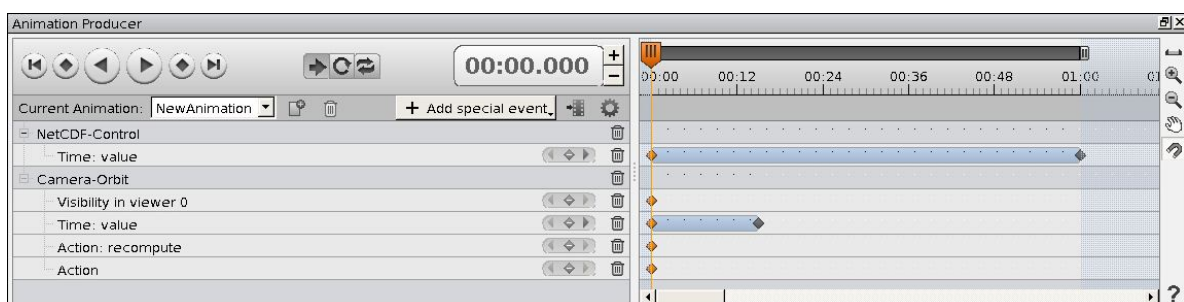 Animation Producer
00:00.000
+
−
00:00 00:12 00:24 00:36 00:48 01:00 01
Current Animation: NewAnimation + Add special event
NetCDF-Control
Time: value
Camera-Orbit
Visibility in viewer 0
Time: value
Action: recompute
Action
?